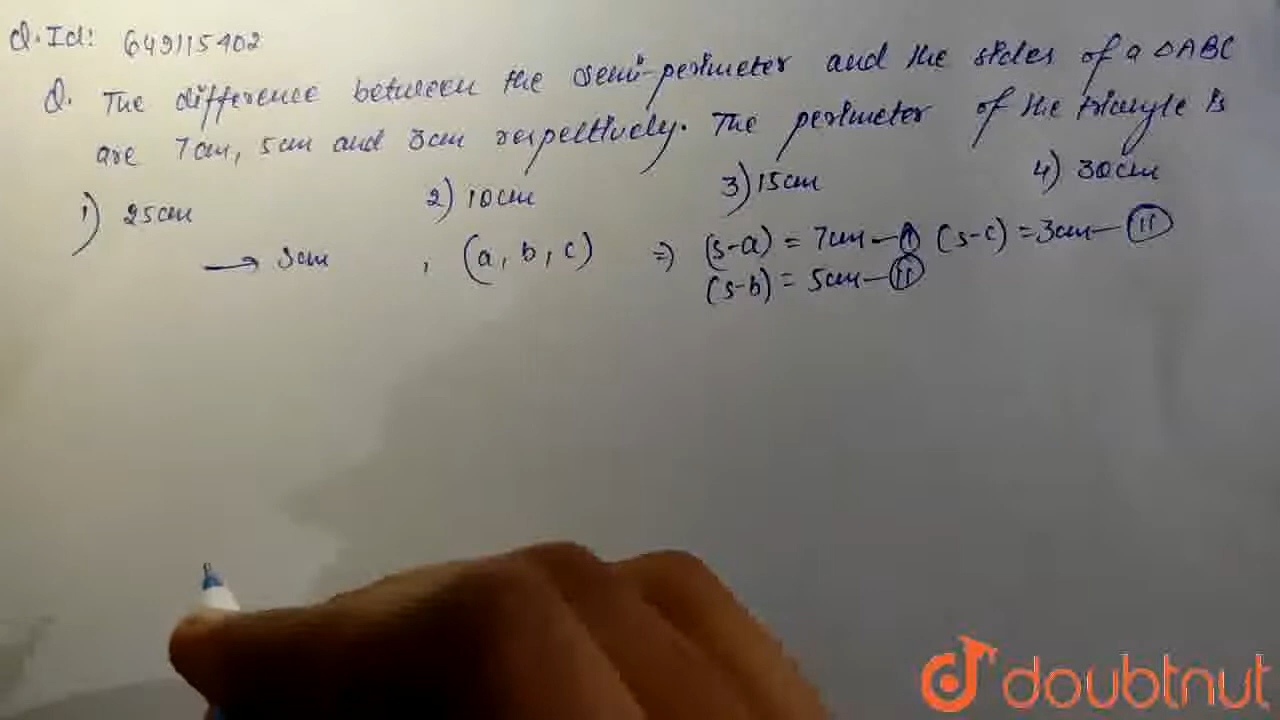 Q.Id: 649115402
Q. The difference between the semi-perimeter and the sides of a △ABC
are 7cm, 5cm and 3cm respectively. The perimeter of the triangle is
1) 25cm 2) 10cm 3) 15cm 4) 30cm
→ 3cm , (a, b, c) ⇒ (s-a) = 7cm — (I) (s-c) = 3cm — (II)
(s-b) = 5cm — (II)
doubtnut